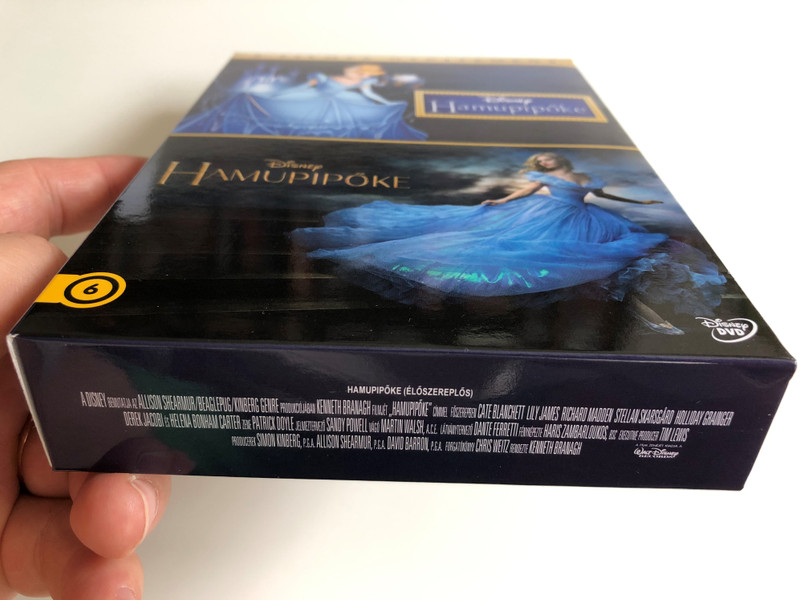 Disney
Hamupipőke
Disney
HAMUPIPŐKE
6
Disney
DVD
HAMUPIPŐKE (ÉLŐSZEREPLŐS)
A DISNEY BEMUTATJA AZ ALLISON SHEARMUR/BEAGLEPUG/KINBERG GENRE PRODUKCIÓJÁBAN KENNETH BRANAGH FILMJÉT „HAMUPIPŐKE” CÍMMEL FŐSZEREPBEN CATE BLANCHETT LILY JAMES RICHARD MADDEN STELLAN SKARSGÅRD HOLLIDAY GRAINGER
DEREK JACOBI ÉS HELENA BONHAM CARTER ZENE PATRICK DOYLE JELMEZTERVEZŐ SANDY POWELL VÁGÓ MARTIN WALSH, A.C.E. LÁTVÁNYTERVEZŐ DANTE FERRETTI FÉNYKÉPEZTE HARIS ZAMBARLOUKOS, BSC EXECUTIVE PRODUCER TIM LEWIS
PRODUCEREK SIMON KINBERG, P.G.A. ALLISON SHEARMUR, P.G.A. DAVID BARRON, P.G.A. FORGATÓKÖNYV CHRIS WEITZ RENDEZTE KENNETH BRANAGH
WALT DISNEY